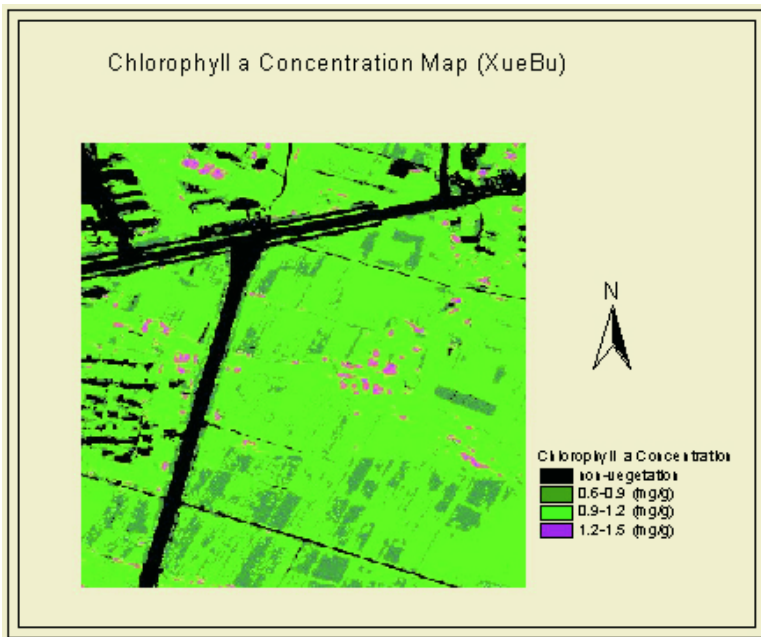 Chlorophyll a Concentration Map (XueBu)
N
Chlorophyll a Concentration
non-vegetation
0.6-0.9 (mg/g)
0.9-1.2 (mg/g)
1.2-1.5 (mg/g)